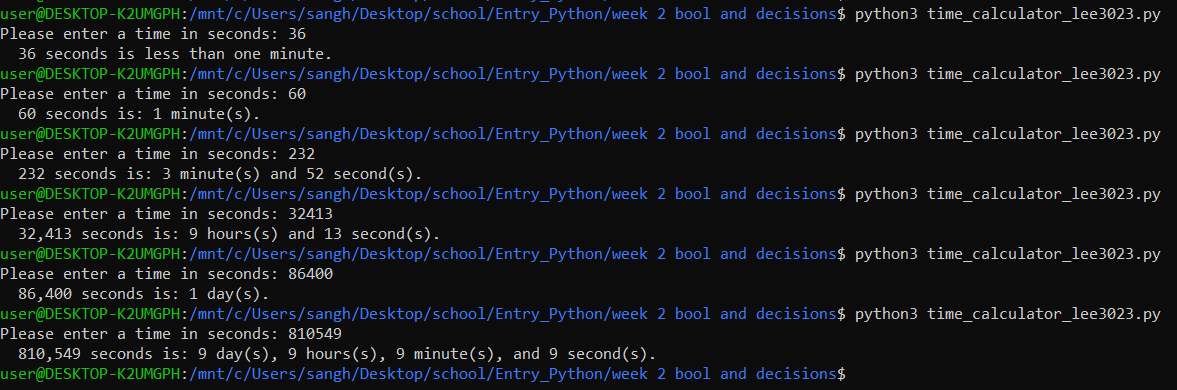 user@DESKTOP-K2UMGPH:/mnt/c/Users/sangh/Desktop/school/Entry_Python/week 2 bool and decisions$ python3 time_calculator_lee3023.py
Please enter a time in seconds: 36
  36 seconds is less than one minute.
user@DESKTOP-K2UMGPH:/mnt/c/Users/sangh/Desktop/school/Entry_Python/week 2 bool and decisions$ python3 time_calculator_lee3023.py
Please enter a time in seconds: 60
  60 seconds is: 1 minute(s).
user@DESKTOP-K2UMGPH:/mnt/c/Users/sangh/Desktop/school/Entry_Python/week 2 bool and decisions$ python3 time_calculator_lee3023.py
Please enter a time in seconds: 232
  232 seconds is: 3 minute(s) and 52 second(s).
user@DESKTOP-K2UMGPH:/mnt/c/Users/sangh/Desktop/school/Entry_Python/week 2 bool and decisions$ python3 time_calculator_lee3023.py
Please enter a time in seconds: 32413
  32,413 seconds is: 9 hours(s) and 13 second(s).
user@DESKTOP-K2UMGPH:/mnt/c/Users/sangh/Desktop/school/Entry_Python/week 2 bool and decisions$ python3 time_calculator_lee3023.py
Please enter a time in seconds: 86400
  86,400 seconds is: 1 day(s).
user@DESKTOP-K2UMGPH:/mnt/c/Users/sangh/Desktop/school/Entry_Python/week 2 bool and decisions$ python3 time_calculator_lee3023.py
Please enter a time in seconds: 810549
  810,549 seconds is: 9 day(s), 9 hours(s), 9 minute(s), and 9 second(s).
user@DESKTOP-K2UMGPH:/mnt/c/Users/sangh/Desktop/school/Entry_Python/week 2 bool and decisions$